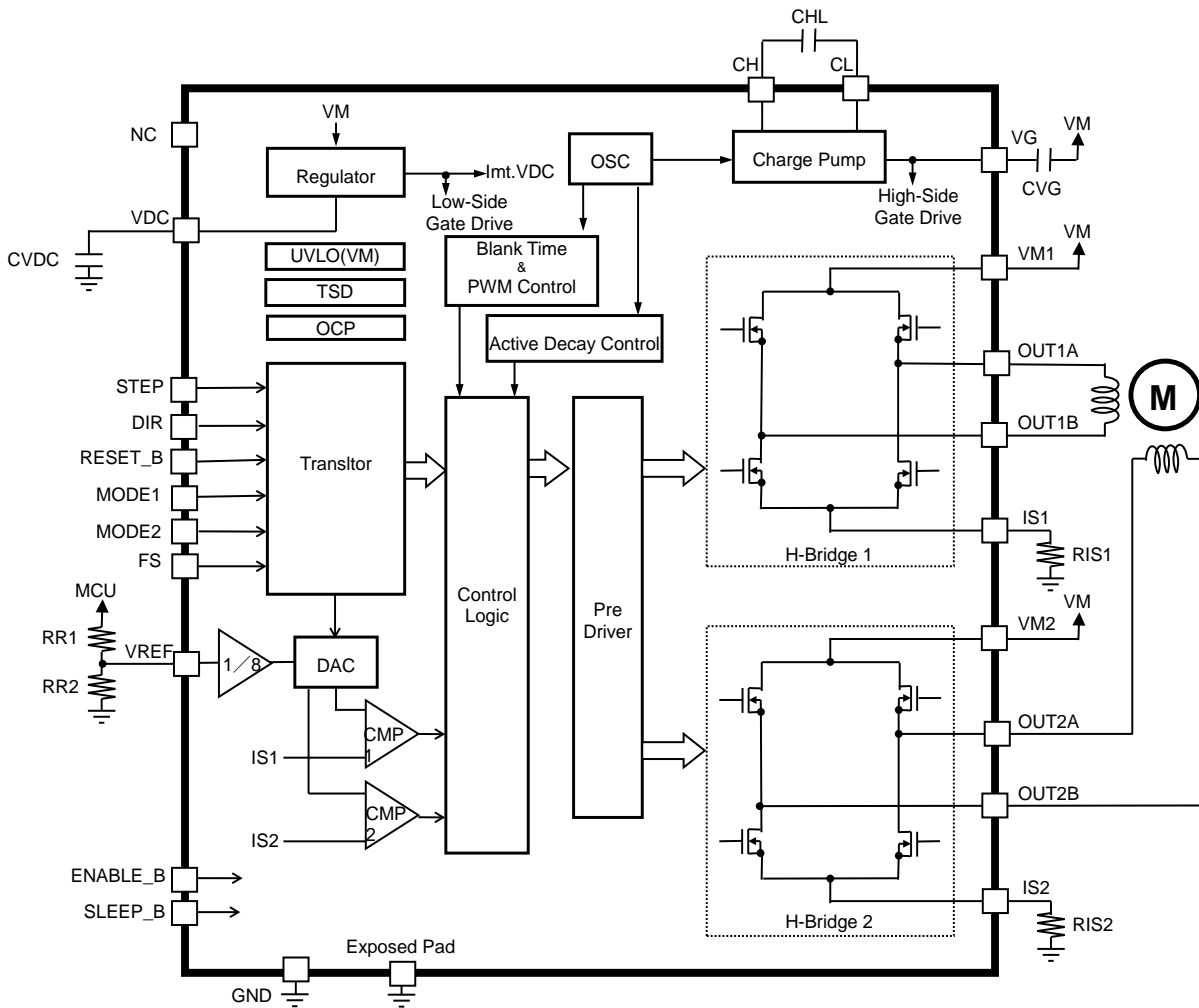 CHL
CH
CL
VM
NC
VG
VM
OSC
Charge Pump
Regulator
Imt.VDC
CVG
High-Side
Gate Drive
Low-Side
Gate Drive
VDC
CVDC
UVLO(VM)
Blank Time
&
PWM Control
VM
VM1
TSD
OCP
Active Decay Control
OUT1A
STEP
DIR
M
OUT1B
RESET_B
Transltor
MODE1
MODE2
IS1
FS
H-Bridge 1
RIS1
MCU
Control
Logic
Pre
Driver
VM
RR1
VM2
VREF
1/8
DAC
RR2
OUT2A
CMP
1
IS1
OUT2B
CMP
2
IS2
ENABLE_B
IS2
SLEEP_B
H-Bridge 2
RIS2
Exposed Pad
GND